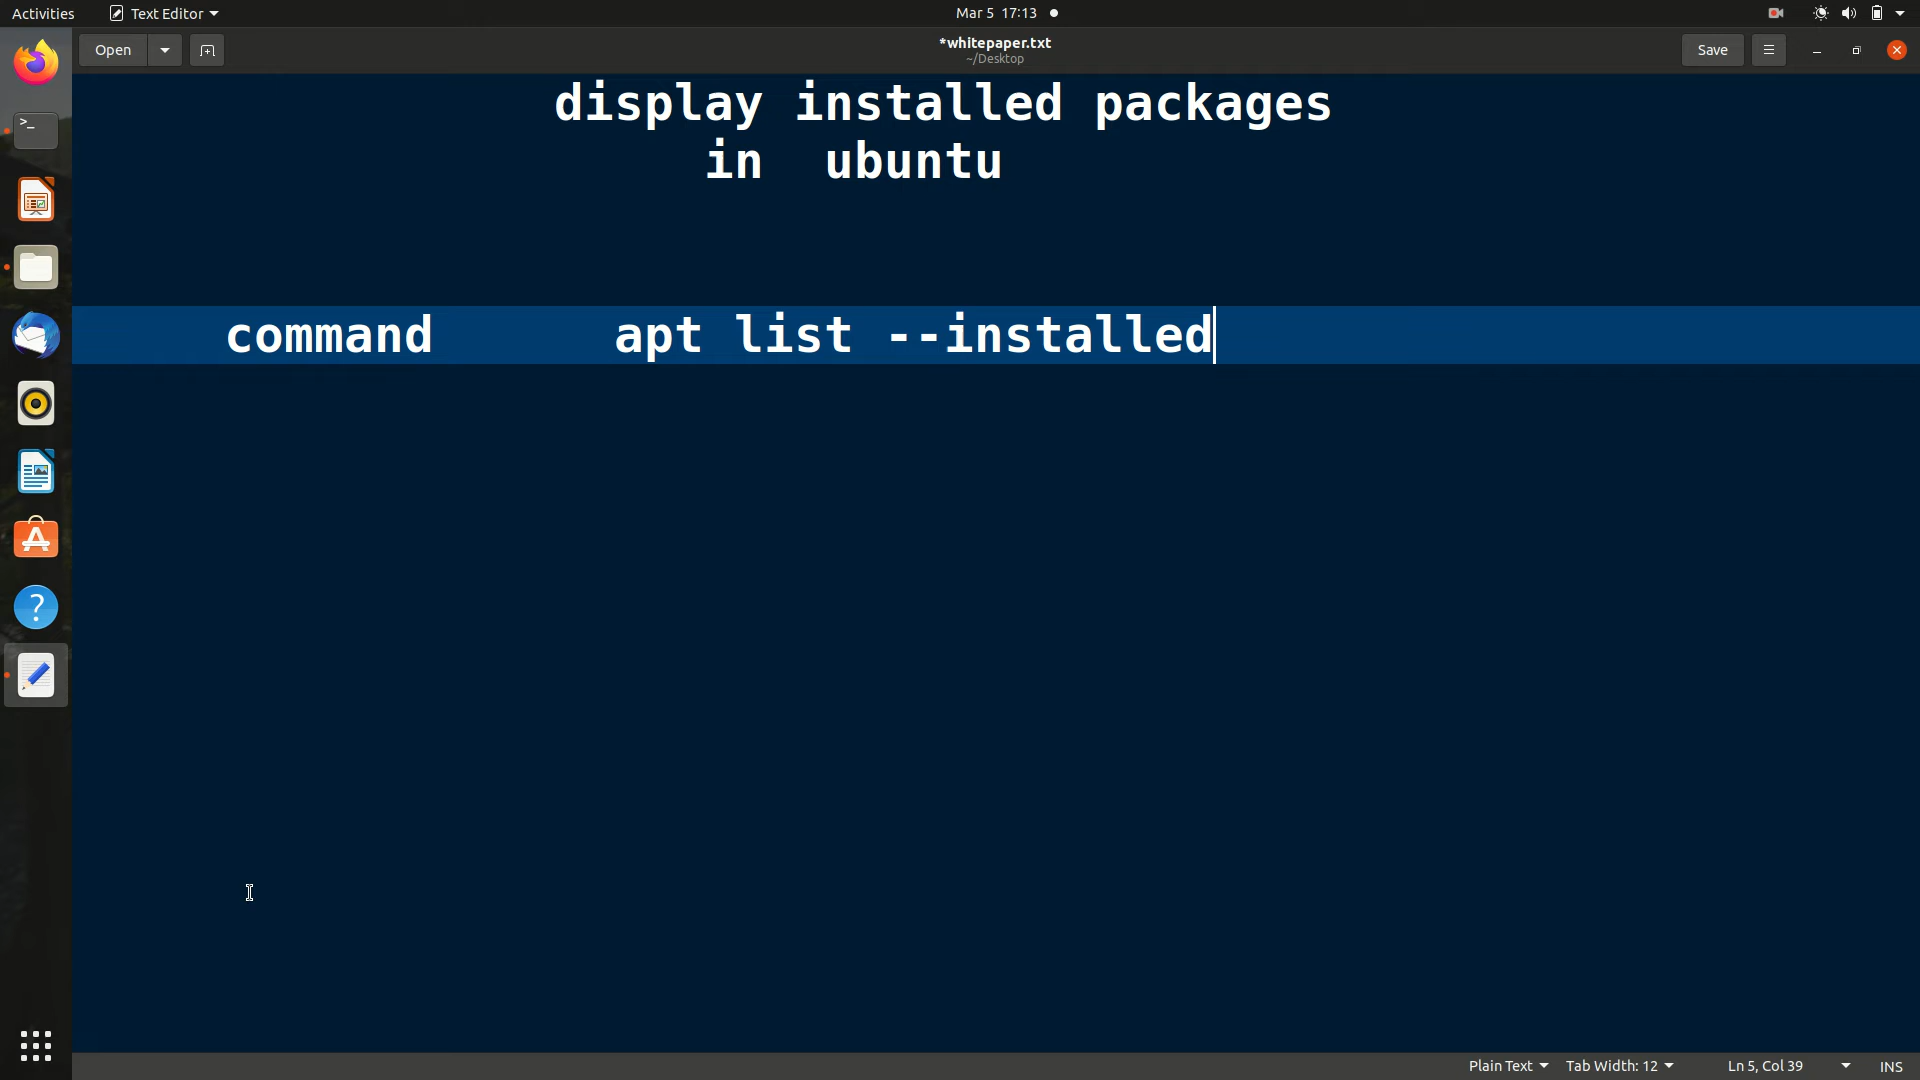 Activities Text Editor Mar 5 17:13
Open *whitepaper.txt Save
~/Desktop
display installed packages
in ubuntu
command apt list --installed
Plain Text Tab Width: 12 Ln 5, Col 39 INS